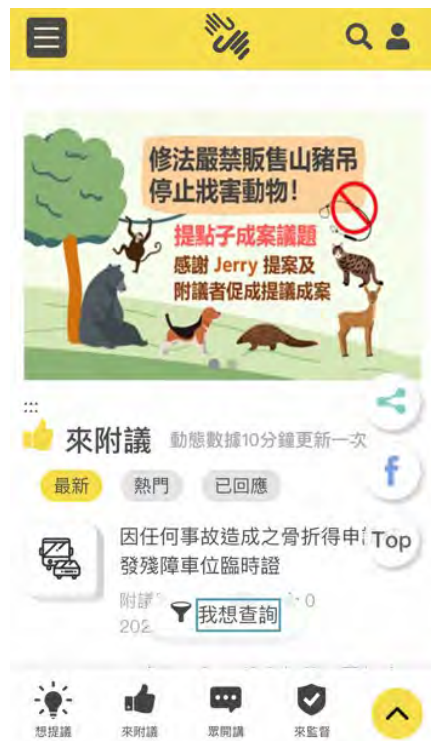 修法嚴禁販售山豬吊
停止戕害動物!
提點子成案議題
感謝 Jerry 提案及
附議者促成提議成案
:::
來附議 動態數據10分鐘更新一次
最新 熱門 已回應
因任何事故造成之骨折得申
Top
發殘障車位臨時證
附議
0
202
我想查詢
想提議 來附議 眾開講 來監督